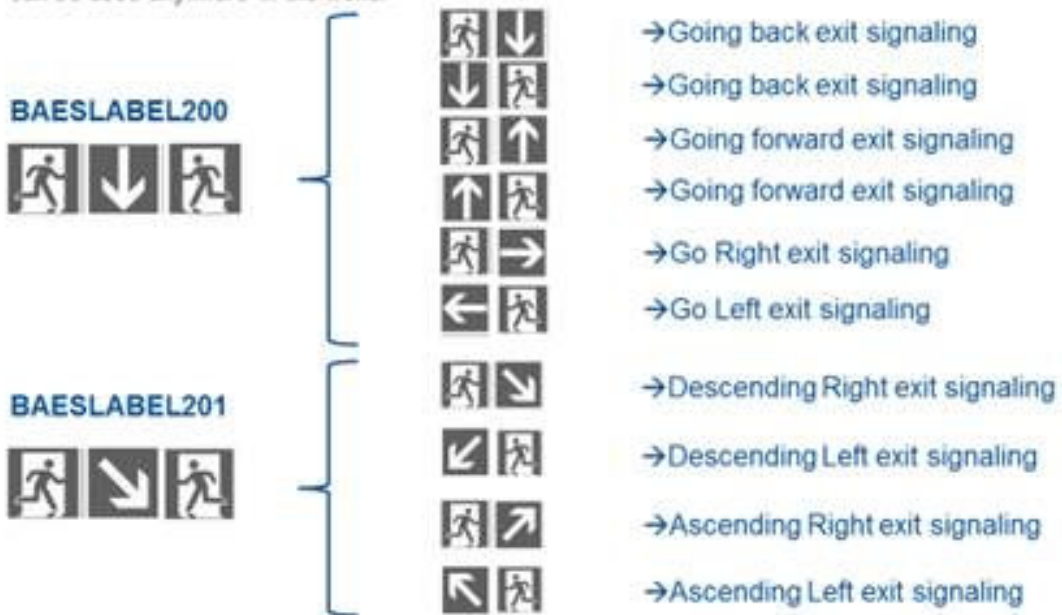 →Going back exit signaling
→Going back exit signaling
BAESLABEL200
→Going forward exit signaling
→Going forward exit signaling
→Go Right exit signaling
→Go Left exit signaling
→Descending Right exit signaling
BAESLABEL201
→Descending Left exit signaling
→Ascending Right exit signaling
→Ascending Left exit signaling